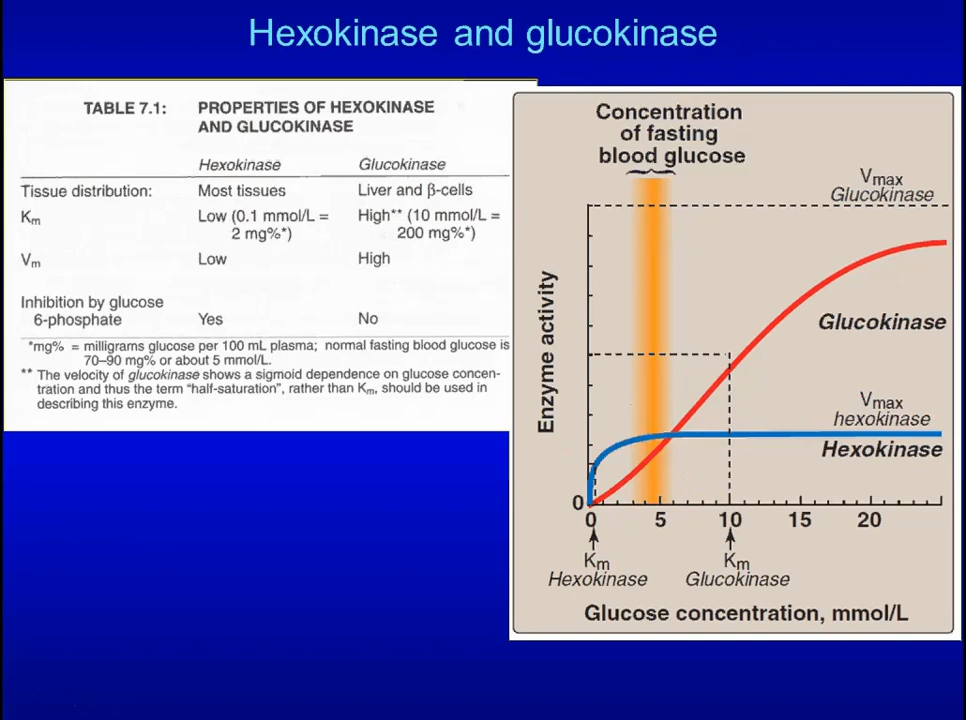 Hexokinase and glucokinase
TABLE 7.1: PROPERTIES OF HEXOKINASE
AND GLUCOKINASE
Hexokinase Glucokinase
Tissue distribution: Most tissues Liver and β-cells
Km Low (0.1 mmol/L = High** (10 mmol/L =
2 mg%*) 200 mg%*)
Vm Low High
Inhibition by glucose
6-phosphate Yes No
*mg% = milligrams glucose per 100 mL plasma; normal fasting blood glucose is
70–90 mg% or about 5 mmol/L.
** The velocity of glucokinase shows a sigmoid dependence on glucose concen-
tration and thus the term "half-saturation", rather than Km, should be used in
describing this enzyme.
Concentration
of fasting
blood glucose
Vmax
Glucokinase
Glucokinase
Vmax
hexokinase
Hexokinase
Enzyme activity
0
0 5 10 15 20
Km Km
Hexokinase Glucokinase
Glucose concentration, mmol/L